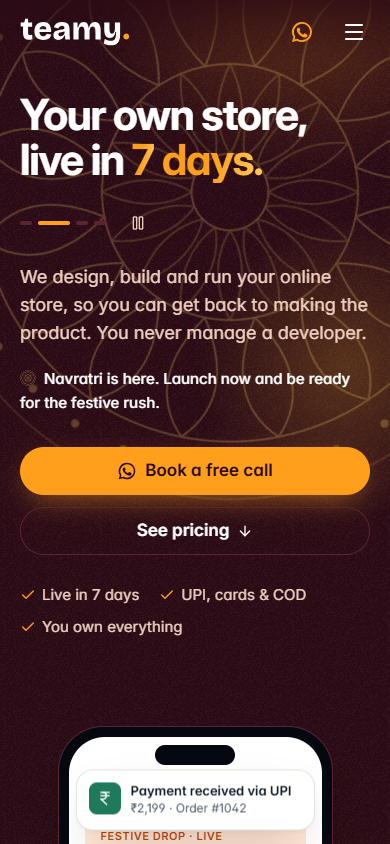 teamy.
Your own store,
live in 7 days.
We design, build and run your online
store, so you can get back to making the
product. You never manage a developer.
Navratri is here. Launch now and be ready
for the festive rush.
Book a free call
See pricing ↓
✓ Live in 7 days ✓ UPI, cards & COD
✓ You own everything
₹ Payment received via UPI
₹2,199 · Order #1042
FESTIVE DROP · LIVE